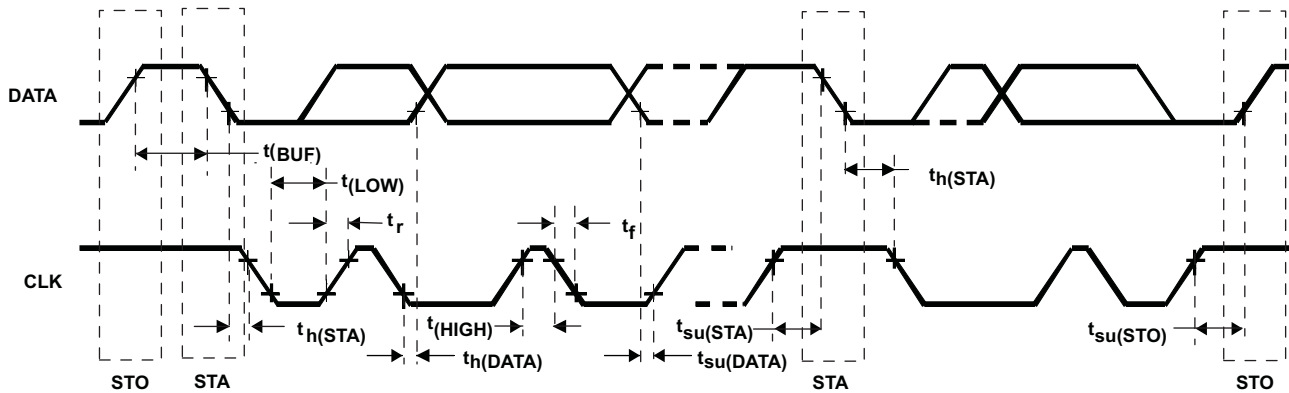 DATA
t(BUF)
t(LOW)
th(STA)
tr
tf
CLK
th(STA)
t(HIGH)
tsu(STA)
tsu(STO)
th(DATA)
tsu(DATA)
STO
STA
STA
STO